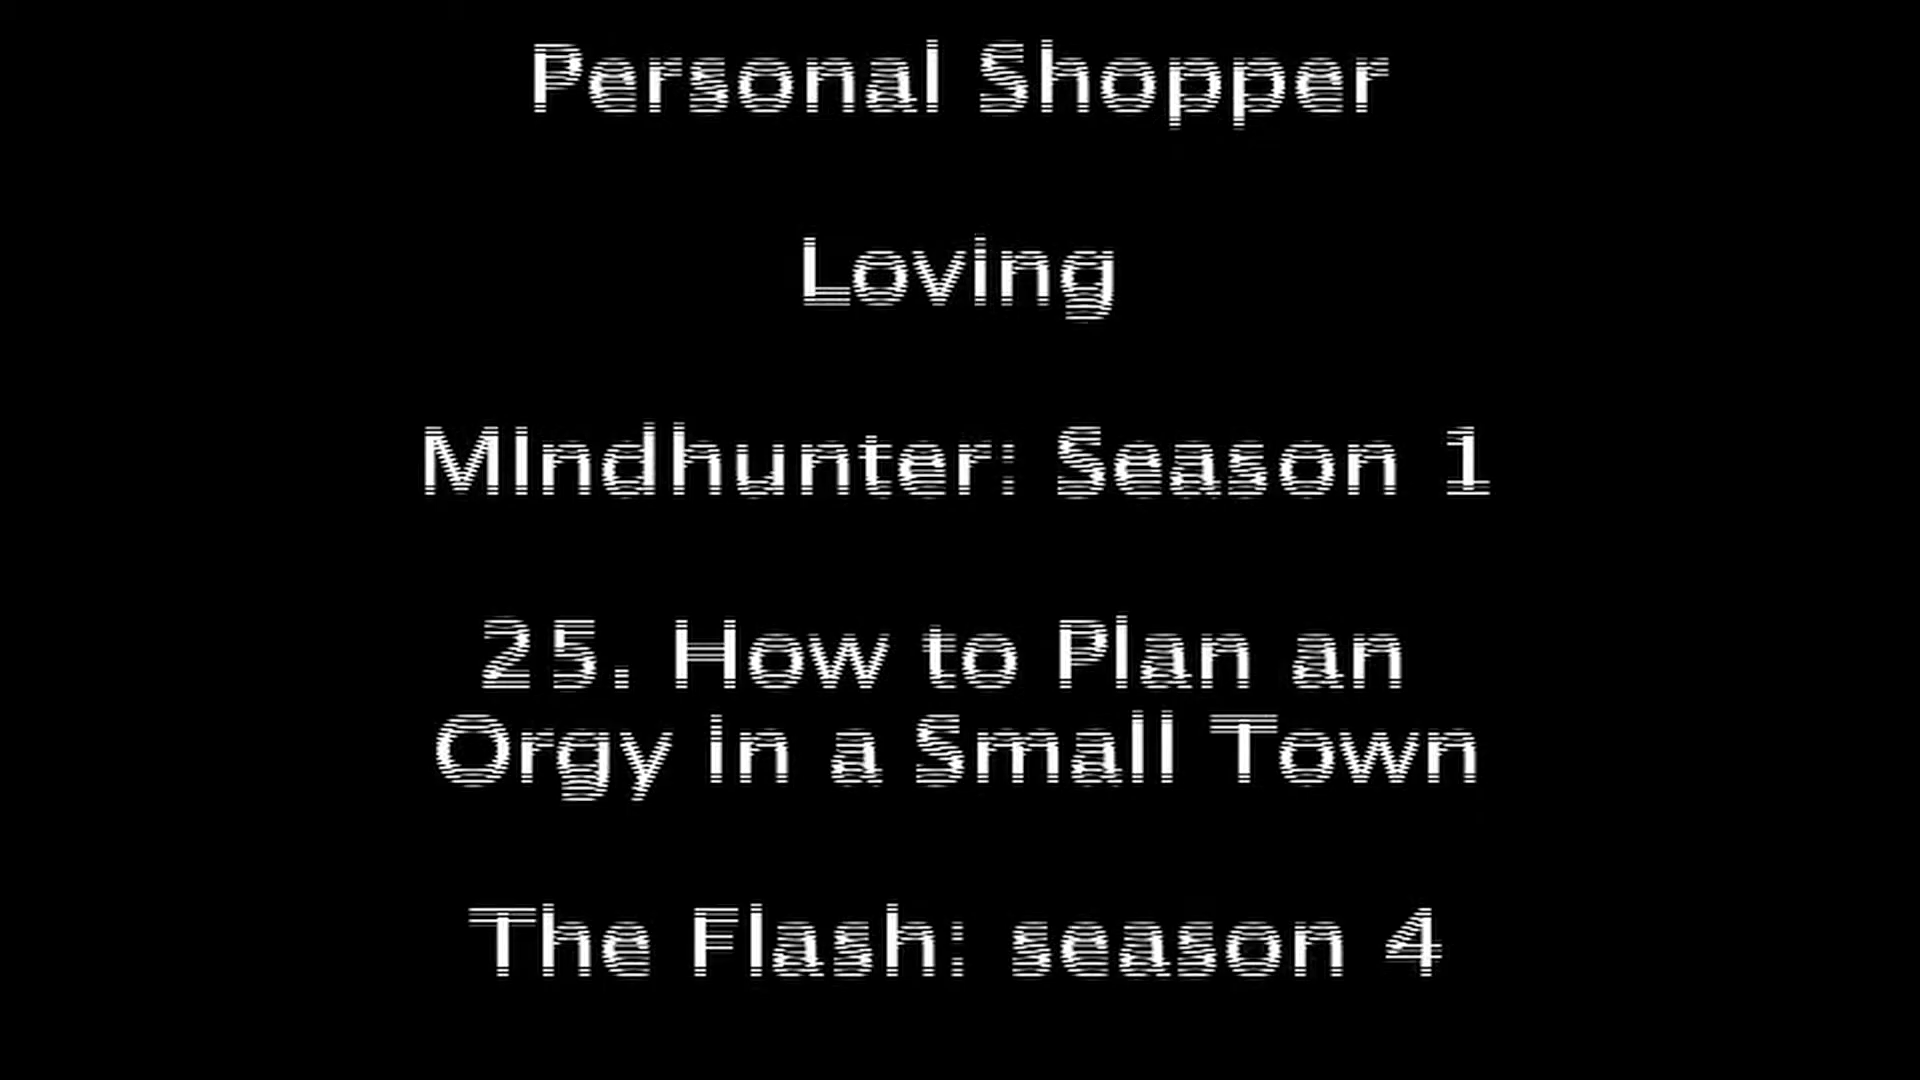 Personal Shopper
Loving
MIndhunter: Season 1
25. How to Plan an
Orgy in a Small Town
The Flash: season 4